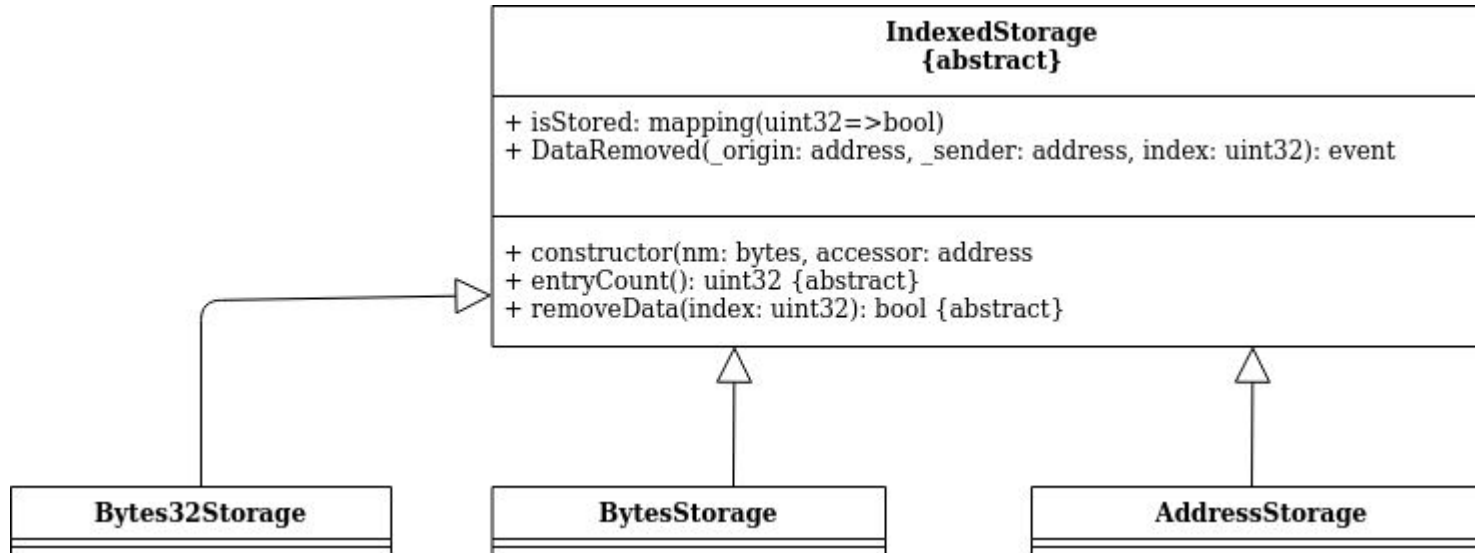 IndexedStorage
{abstract}
+ isStored: mapping(uint32=>bool)
+ DataRemoved(_origin: address, _sender: address, index: uint32): event
+ constructor(nm: bytes, accessor: address
+ entryCount(): uint32 {abstract}
+ removeData(index: uint32): bool {abstract}
Bytes32Storage
BytesStorage
AddressStorage